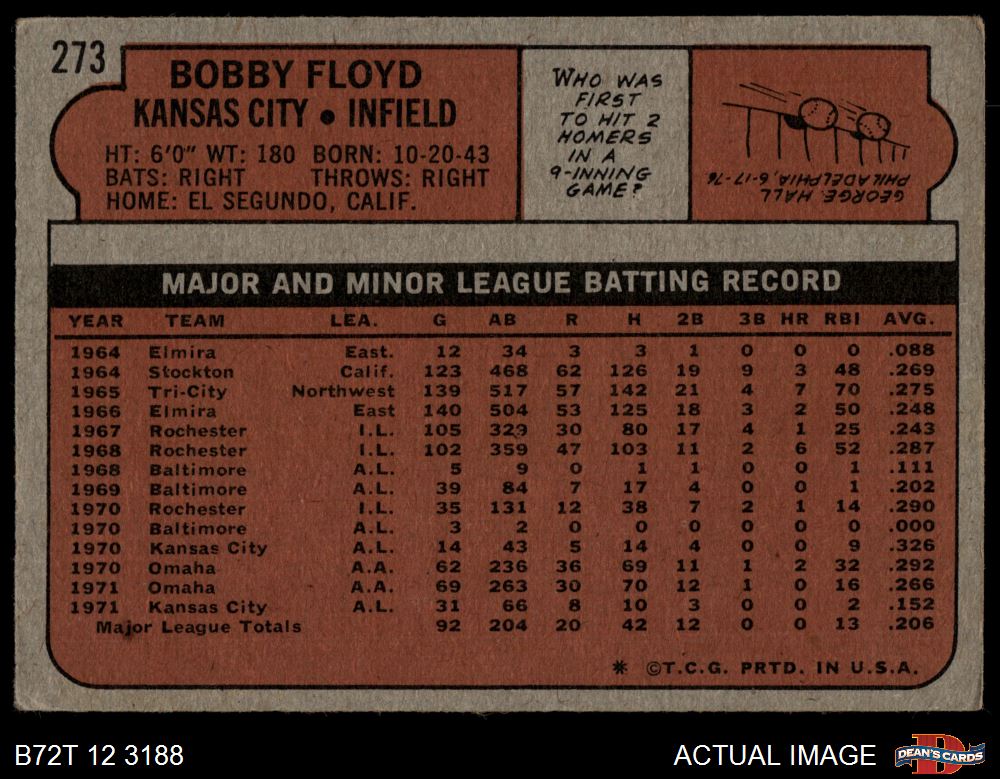 273
BOBBY FLOYD
KANSAS CITY • INFIELD
HT: 6'0" WT: 180 BORN: 10-20-43
BATS: RIGHT THROWS: RIGHT
HOME: EL SEGUNDO, CALIF.
WHO WAS
FIRST
TO HIT 2
HOMERS
IN A
9-INNING
GAME?
GEORGE HALL
PHILADELPHIA, 6-17-76
MAJOR AND MINOR LEAGUE BATTING RECORD
YEAR TEAM LEA. G AB R H 2B 3B HR RBI AVG.
1964 Elmira East. 12 34 3 3 1 0 0 0 .088
1964 Stockton Calif. 123 468 62 126 19 9 3 48 .269
1965 Tri-City Northwest 139 517 57 142 21 4 7 70 .275
1966 Elmira East 140 504 53 125 18 3 2 50 .248
1967 Rochester I.L. 105 329 30 80 17 4 1 25 .243
1968 Rochester I.L. 102 359 47 103 11 2 6 52 .287
1968 Baltimore A.L. 5 9 0 1 1 0 0 1 .111
1969 Baltimore A.L. 39 84 7 17 4 0 0 1 .202
1970 Rochester I.L. 35 131 12 38 7 2 1 14 .290
1970 Baltimore A.L. 3 2 0 0 0 0 0 0 .000
1970 Kansas City A.L. 14 43 5 14 4 0 0 9 .326
1970 Omaha A.A. 62 236 36 69 11 1 2 32 .292
1971 Omaha A.A. 69 263 30 70 12 1 0 16 .266
1971 Kansas City A.L. 31 66 8 10 3 0 0 2 .152
Major League Totals 92 204 20 42 12 0 0 13 .206
* ©T.C.G. PRTD. IN U.S.A.
B72T 12 3188
ACTUAL IMAGE
DEAN'S CARDS